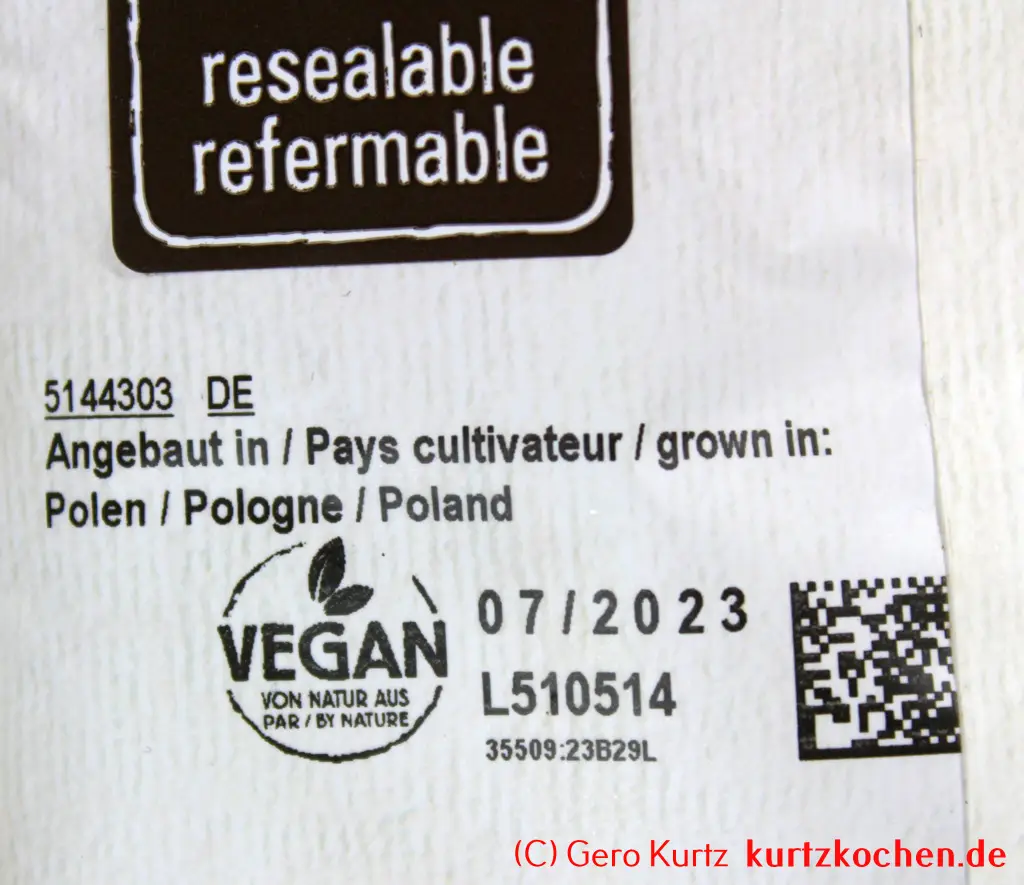 resealable
refermable
5144303 DE
Angebaut in / Pays cultivateur / grown in:
Polen / Pologne / Poland
VEGAN
VON NATUR AUS
PAR / BY NATURE
07/2023
L510514
35509:23B29L
(C) Gero Kurtz kurtzkochen.de